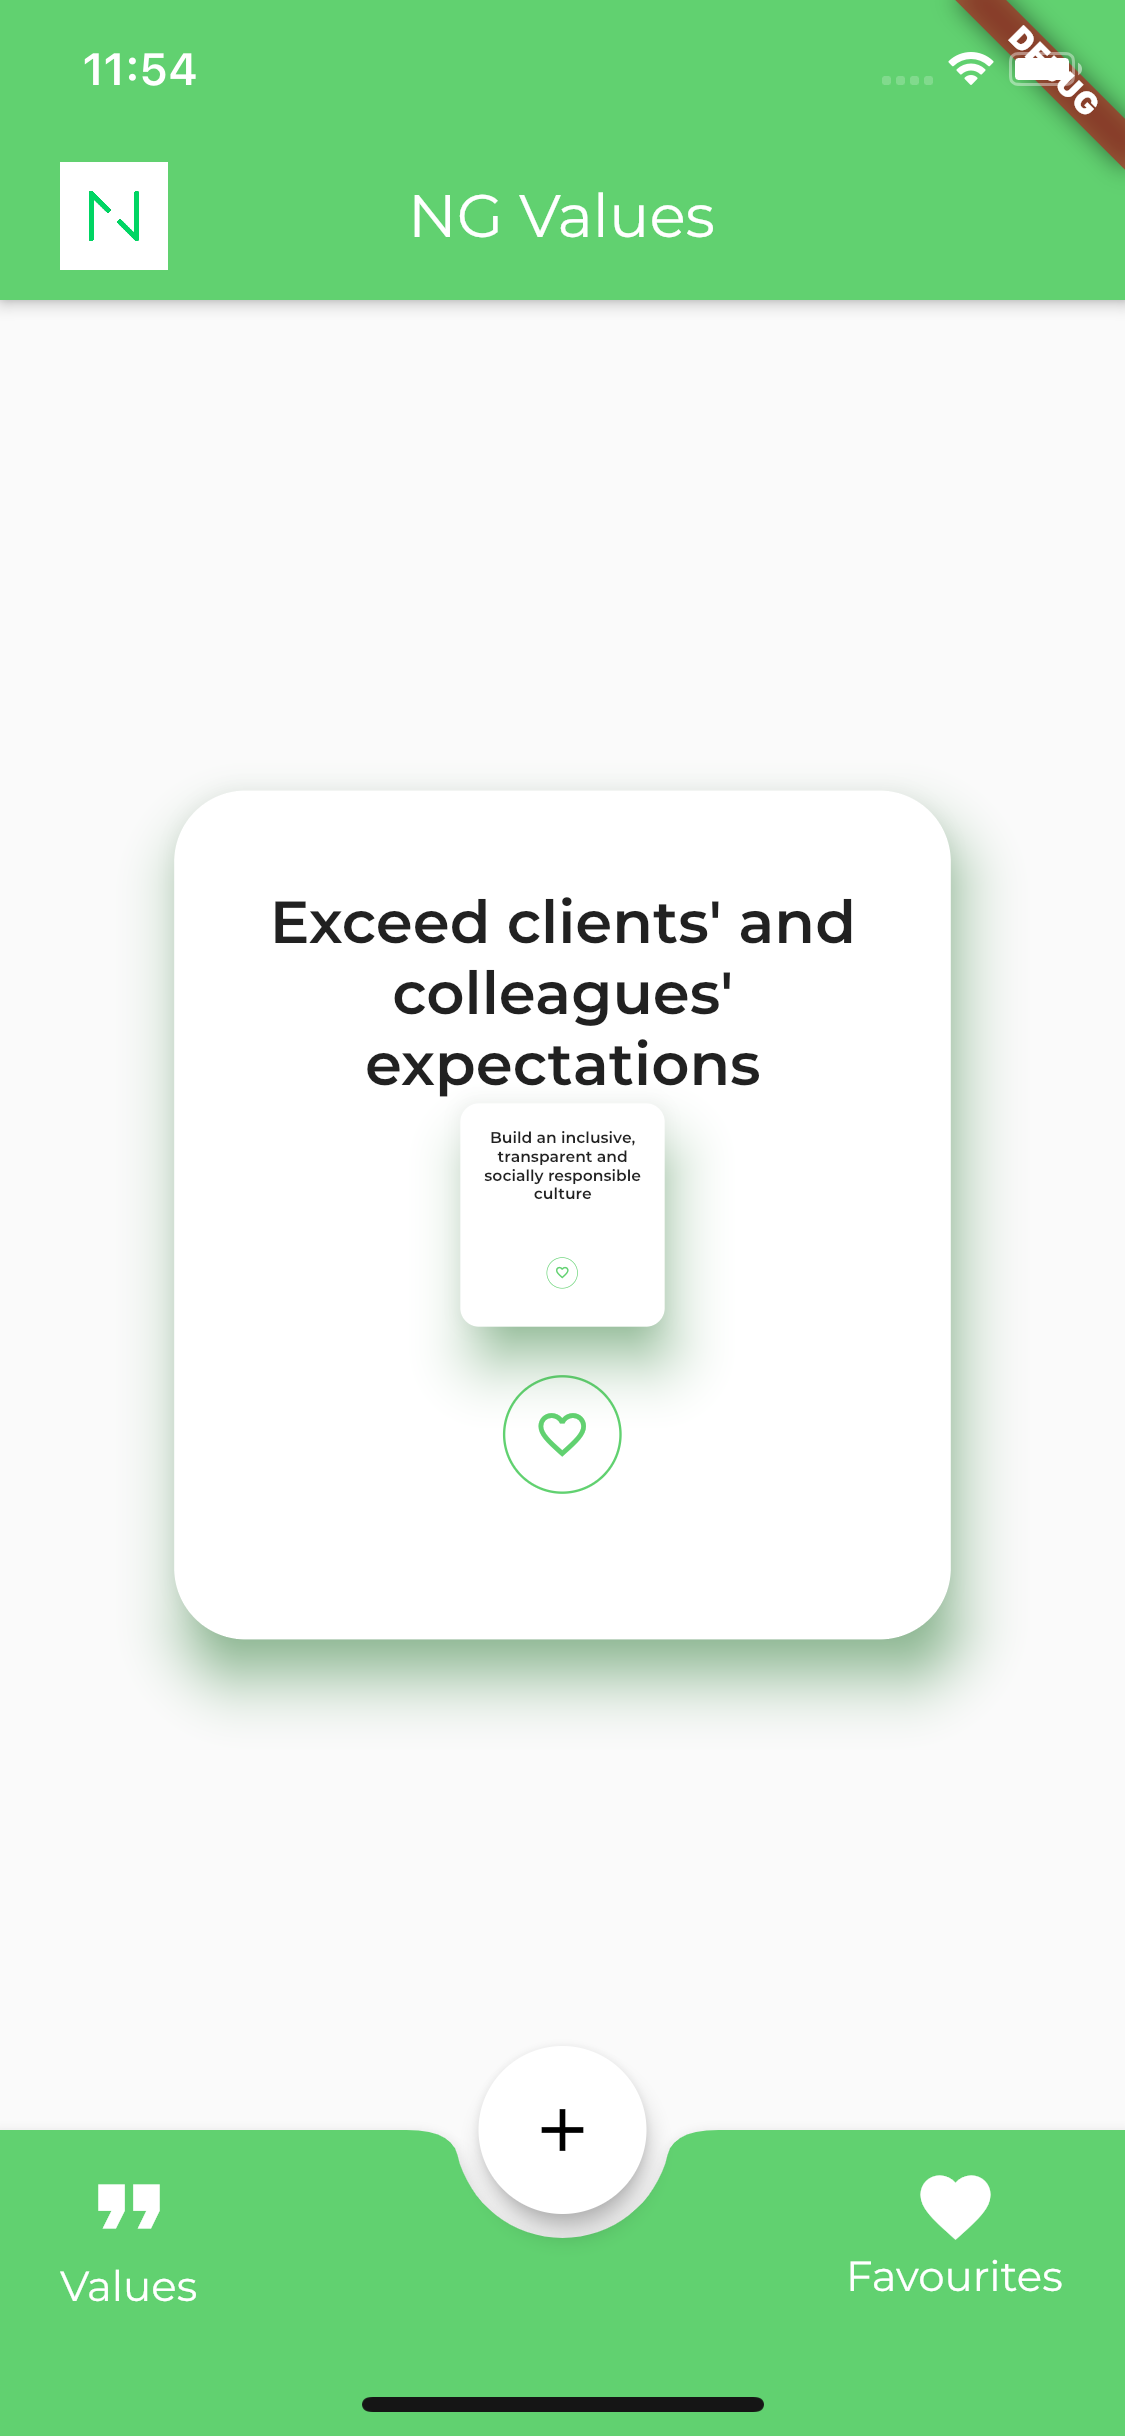 11:54
DEBUG
N
NG Values
Exceed clients' and
colleagues'
expectations
Build an inclusive,
transparent and
socially responsible
culture
Values
Favourites